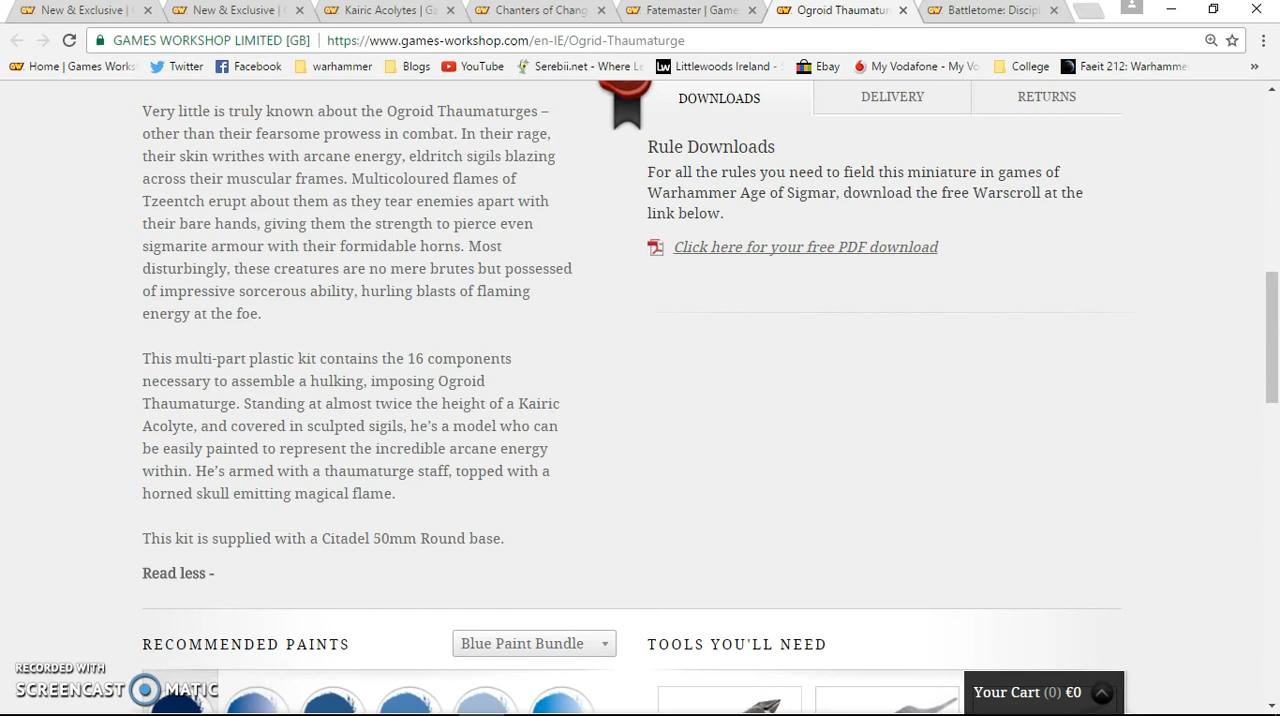 New & Exclusive | G
New & Exclusive | G
Kairic Acolytes | Ga
Chanters of Chang
Fatemaster | Game
Ogroid Thaumatur
Battletome: Discipl
GAMES WORKSHOP LIMITED [GB] | https://www.games-workshop.com/en-IE/Ogrid-Thaumaturge
Home | Games Works
Twitter
Facebook
warhammer
Blogs
YouTube
Serebii.net - Where Le
Littlewoods Ireland -
Ebay
My Vodafone - My Vo
College
Faeit 212: Warhamme
»
Very little is truly known about the Ogroid Thaumaturges –
other than their fearsome prowess in combat. In their rage,
their skin writhes with arcane energy, eldritch sigils blazing
across their muscular frames. Multicoloured flames of
Tzeentch erupt about them as they tear enemies apart with
their bare hands, giving them the strength to pierce even
sigmarite armour with their formidable horns. Most
disturbingly, these creatures are no mere brutes but possessed
of impressive sorcerous ability, hurling blasts of flaming
energy at the foe.
This multi-part plastic kit contains the 16 components
necessary to assemble a hulking, imposing Ogroid
Thaumaturge. Standing at almost twice the height of a Kairic
Acolyte, and covered in sculpted sigils, he's a model who can
be easily painted to represent the incredible arcane energy
within. He's armed with a thaumaturge staff, topped with a
horned skull emitting magical flame.
This kit is supplied with a Citadel 50mm Round base.
Read less -
DOWNLOADS
DELIVERY
RETURNS
Rule Downloads
For all the rules you need to field this miniature in games of
Warhammer Age of Sigmar, download the free Warscroll at the
link below.
Click here for your free PDF download
RECOMMENDED PAINTS
Blue Paint Bundle
TOOLS YOU'LL NEED
Your Cart (0) €0
RECORDED WITH
SCREENCAST MATIC